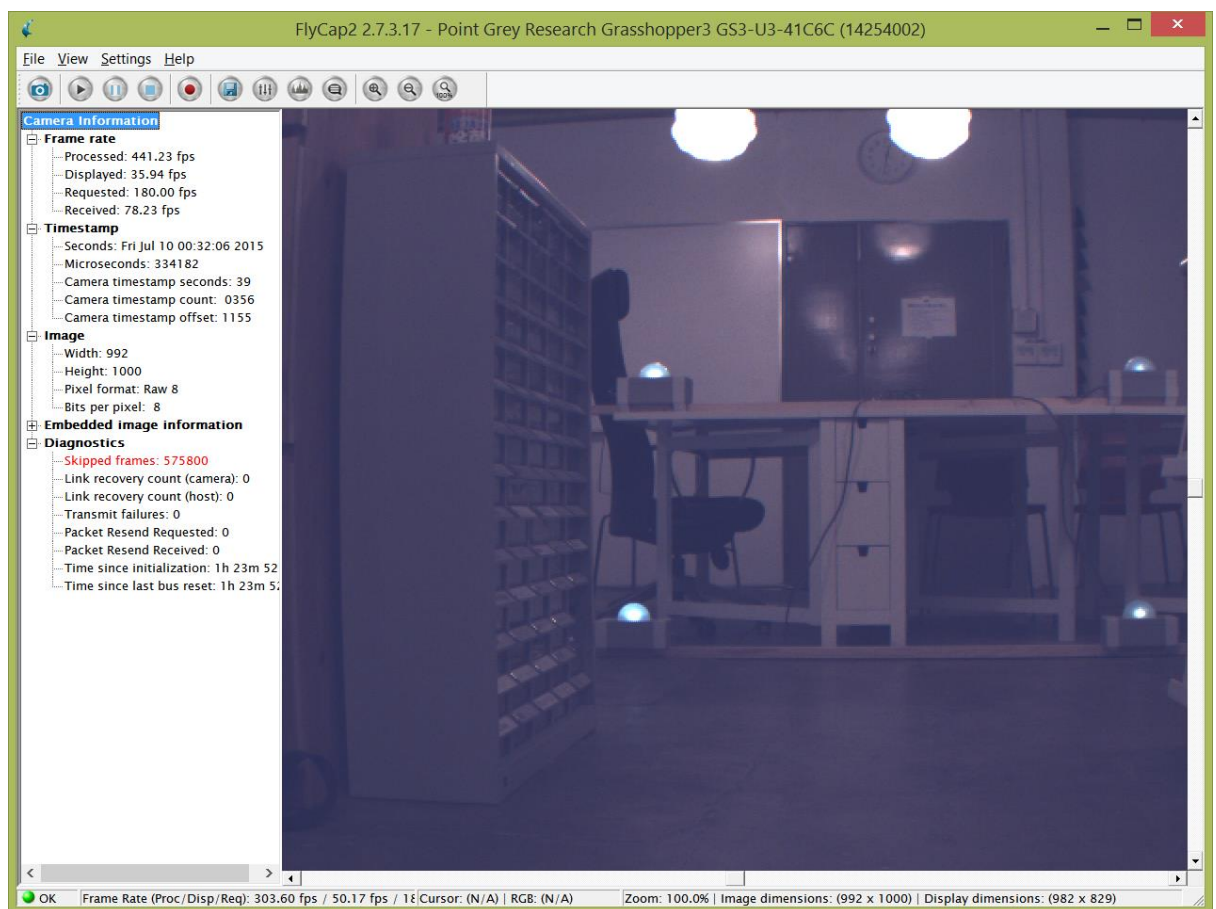 FlyCap2 2.7.3.17 - Point Grey Research Grasshopper3 GS3-U3-41C6C (14254002)
File View Settings Help
100%
Camera Information
Frame rate
Processed: 441.23 fps
Displayed: 35.94 fps
Requested: 180.00 fps
Received: 78.23 fps
Timestamp
Seconds: Fri Jul 10 00:32:06 2015
Microseconds: 334182
Camera timestamp seconds: 39
Camera timestamp count: 0356
Camera timestamp offset: 1155
Image
Width: 992
Height: 1000
Pixel format: Raw 8
Bits per pixel: 8
Embedded image information
Diagnostics
Skipped frames: 575800
Link recovery count (camera): 0
Link recovery count (host): 0
Transmit failures: 0
Packet Resend Requested: 0
Packet Resend Received: 0
Time since initialization: 1h 23m 52
Time since last bus reset: 1h 23m 52
OK Frame Rate (Proc/Disp/Req): 303.60 fps / 50.17 fps / 18 Cursor: (N/A) | RGB: (N/A) Zoom: 100.0% | Image dimensions: (992 x 1000) | Display dimensions: (982 x 829)